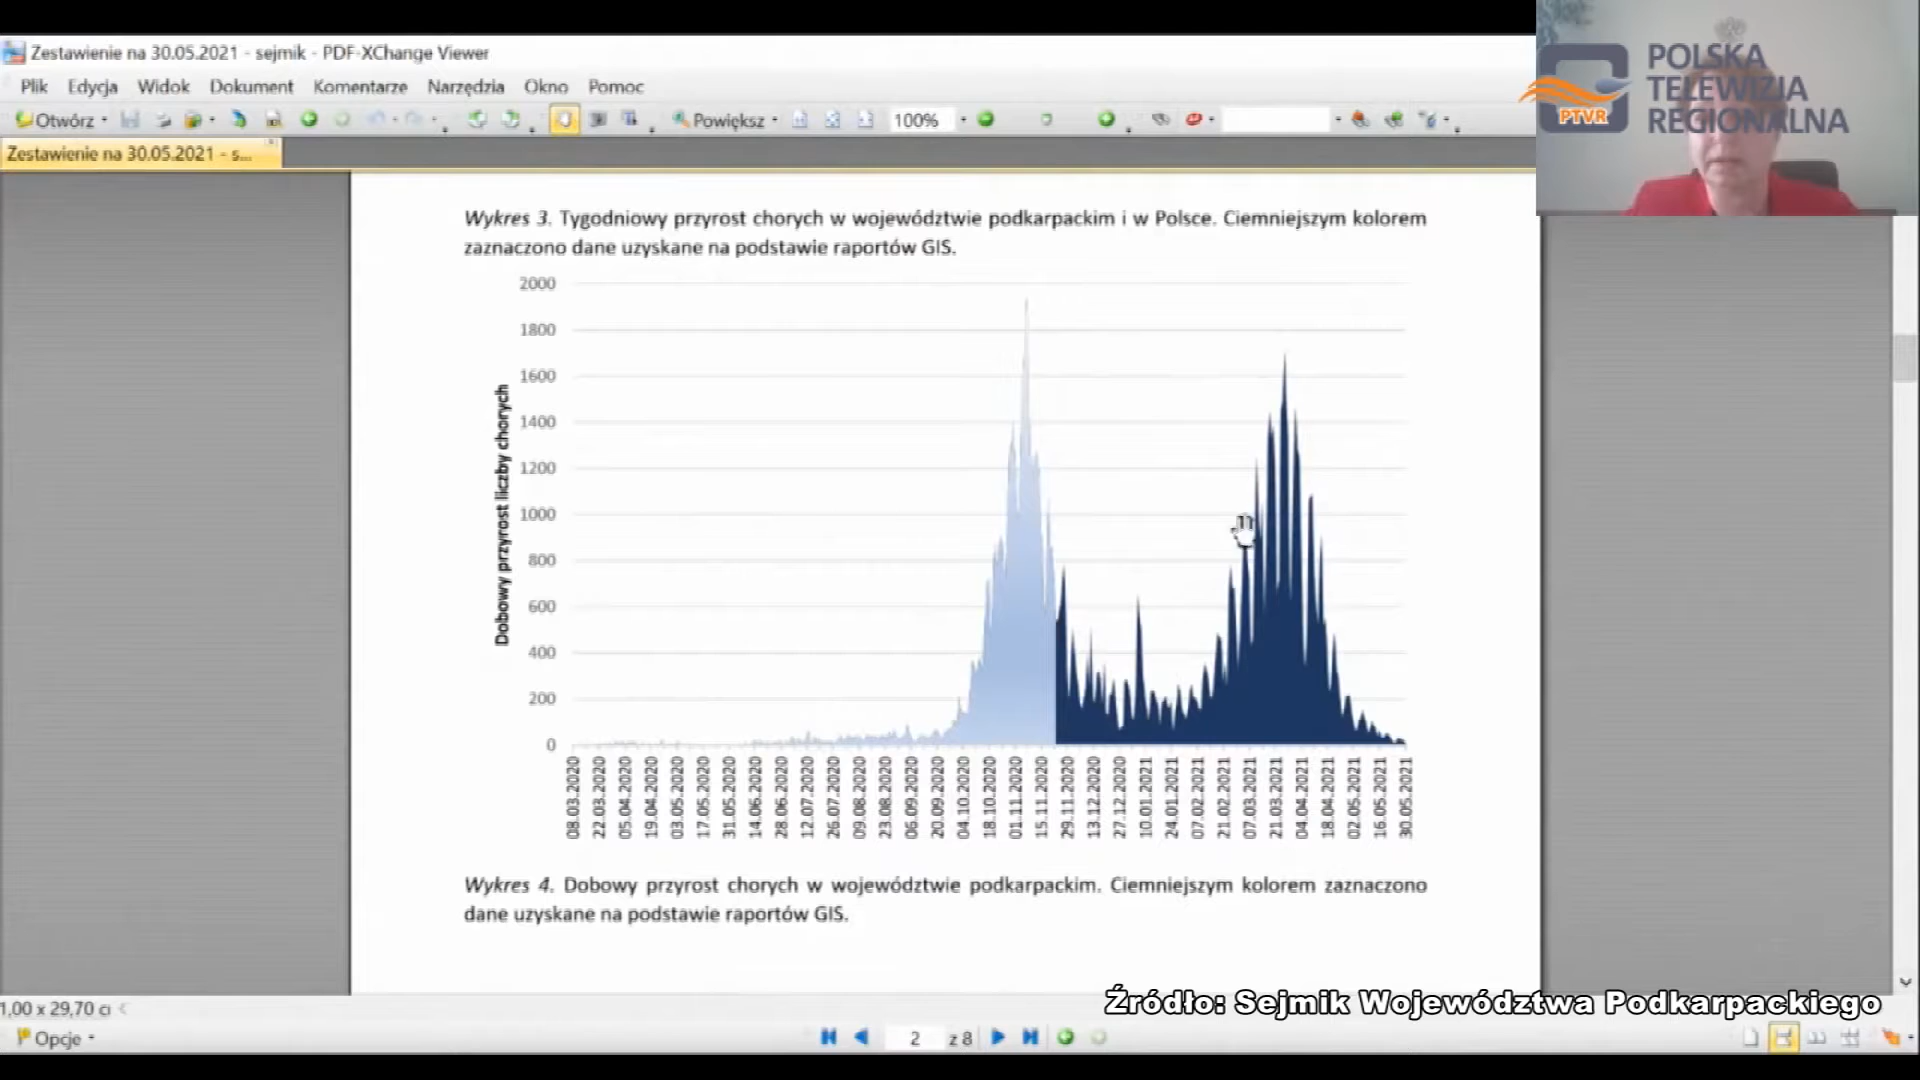 Zestawienie na 30.05.2021 - sejmik - PDF-XChange Viewer
Plik Edycja Widok Dokument Komentarze Narzędzia Okno Pomoc
Otwórz Powiększ 100%
Zestawienie na 30.05.2021 - s...
POLSKA
TELEWIZJA
REGIONALNA
PTVR
Wykres 3. Tygodniowy przyrost chorych w województwie podkarpackim i w Polsce. Ciemniejszym kolorem
zaznaczono dane uzyskane na podstawie raportów GIS.
Dobowy przyrost liczby chorych
2000
1800
1600
1400
1200
1000
800
600
400
200
0
08.03.2020
22.03.2020
05.04.2020
19.04.2020
03.05.2020
17.05.2020
31.05.2020
14.06.2020
28.06.2020
12.07.2020
26.07.2020
09.08.2020
23.08.2020
06.09.2020
20.09.2020
04.10.2020
18.10.2020
01.11.2020
15.11.2020
29.11.2020
13.12.2020
27.12.2020
10.01.2021
24.01.2021
07.02.2021
21.02.2021
07.03.2021
21.03.2021
04.04.2021
18.04.2021
02.05.2021
16.05.2021
30.05.2021
Wykres 4. Dobowy przyrost chorych w województwie podkarpackim. Ciemniejszym kolorem zaznaczono
dane uzyskane na podstawie raportów GIS.
Źródło: Sejmik Województwa Podkarpackiego
1,00 x 29,70 ci
Opcje
2 z 8